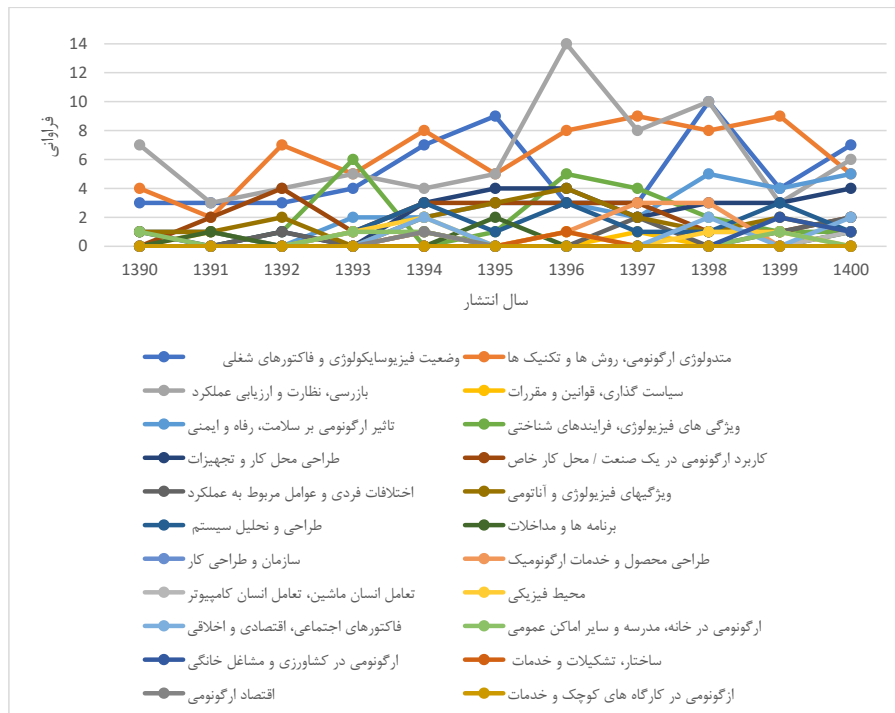 14
12
10
8
6
4
2
0
فراوانی
1390 1391 1392 1393 1394 1395 1396 1397 1398 1399 1400
سال انتشار
وضعیت فیزیوسایکولوژی و فاکتورهای شغلی
متدولوژی ارگونومی، روش ها و تکنیک ها
بازرسی، نظارت و ارزیابی عملکرد
سیاست گذاری، قوانین و مقررات
تاثیر ارگونومی بر سلامت، رفاه و ایمنی
ویژگی های فیزیولوژی، فرایندهای شناختی
طراحی محل کار و تجهیزات
کاربرد ارگونومی در یک صنعت / محل کار خاص
اختلافات فردی و عوامل مربوط به عملکرد
ویژگیهای فیزیولوژی و آناتومی
طراحی و نحلیل سیستم
برنامه ها و مداخلات
سازمان و طراحی کار
طراحی محصول و خدمات ارگونومیک
تعامل انسان ماشین، تعامل انسان کامپیوتر
محیط فیزیکی
فاکتورهای اجتماعی، اقتصادی و اخلاقی
ارگونومی در خانه، مدرسه و سایر اماکن عمومی
ارگونومی در کشاورزی و مشاغل خانگی
ساختار، تشکیلات و خدمات
اقتصاد ارگونومی
ازگونومی در کارگاه های کوچک و خدمات